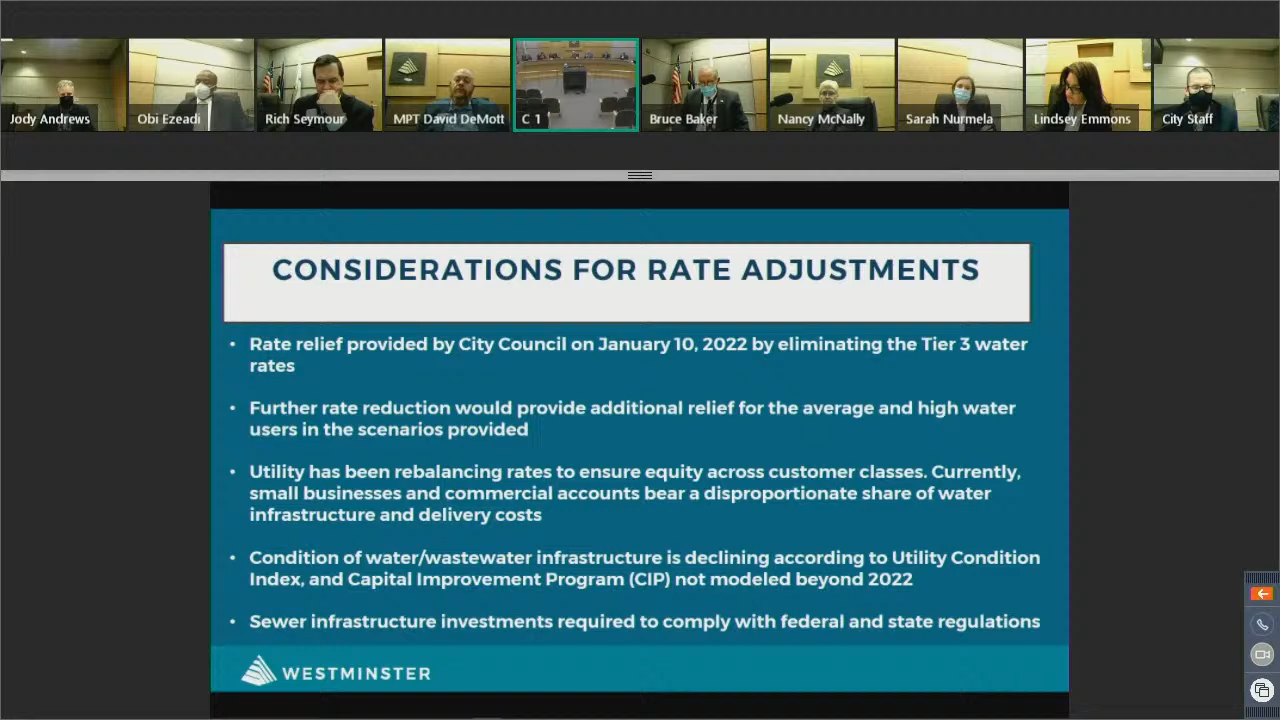 Jody Andrews
Obi Ezeadi
Rich Seymour
MPT David DeMott
C 1
Bruce Baker
Nancy McNally
Sarah Nurmela
Lindsey Emmons
City Staff
CONSIDERATIONS FOR RATE ADJUSTMENTS
• Rate relief provided by City Council on January 10, 2022 by eliminating the Tier 3 water
rates
• Further rate reduction would provide additional relief for the average and high water
users in the scenarios provided
• Utility has been rebalancing rates to ensure equity across customer classes. Currently,
small businesses and commercial accounts bear a disproportionate share of water
infrastructure and delivery costs
• Condition of water/wastewater infrastructure is declining according to Utility Condition
Index, and Capital Improvement Program (CIP) not modeled beyond 2022
• Sewer infrastructure investments required to comply with federal and state regulations
WESTMINSTER